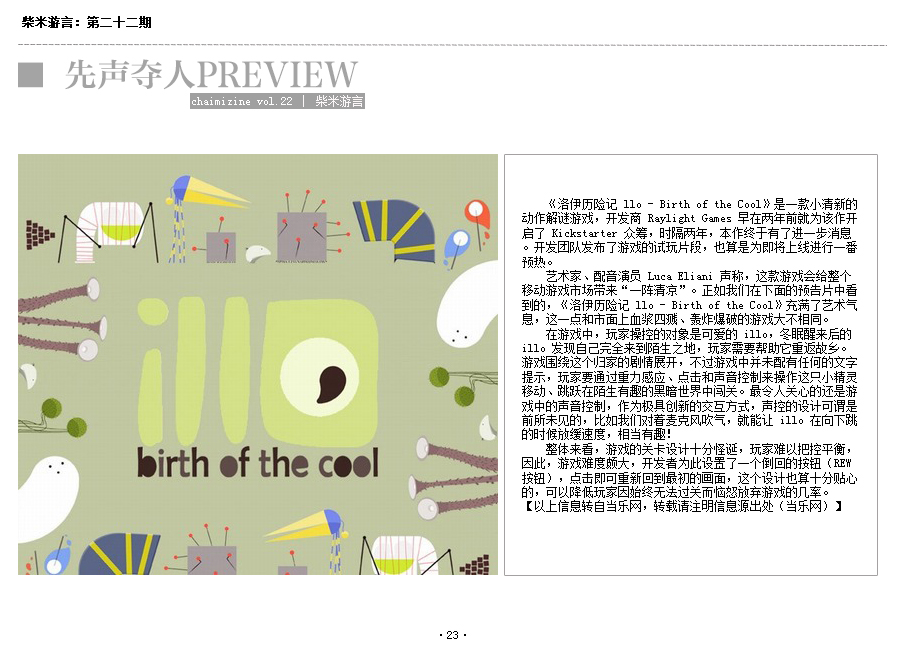 柴米游言：第二十二期
先声夺人PREVIEW
chaimizine vol.22 | 柴米游言
illo
birth of the cool
《洛伊历险记 llo - Birth of the Cool》是一款小清新的
动作解谜游戏，开发商 Raylight Games 早在两年前就为该作开
启了 Kickstarter 众筹，时隔两年，本作终于有了进一步消息
。开发团队发布了游戏的试玩片段，也算是为即将上线进行一番
预热。
艺术家、配音演员 Luca Eliani 声称，这款游戏会给整个
移动游戏市场带来“一阵清凉”。正如我们在下面的预告片中看
到的，《洛伊历险记 llo - Birth of the Cool》充满了艺术气
息，这一点和市面上血浆四溅、轰炸爆破的游戏大不相同。
在游戏中，玩家操控的对象是可爱的 illo，冬眠醒来后的
illo 发现自己完全来到陌生之地，玩家需要帮助它重返故乡。
游戏围绕这个归家的剧情展开，不过游戏中并未配有任何的文字
提示，玩家要通过重力感应、点击和声音控制来操作这只小精灵
移动、跳跃在陌生有趣的黑暗世界中闯关。最令人关心的还是游
戏中的声音控制，作为极具创新的交互方式，声控的设计可谓是
前所未见的，比如我们对着麦克风吹气，就能让 illo 在向下跳
的时候放缓速度，相当有趣！
整体来看，游戏的关卡设计十分怪诞，玩家难以把控平衡，
因此，游戏难度颇大，开发者为此设置了一个倒回的按钮（REW
按钮），点击即可重新回到最初的画面，这个设计也算十分贴心
的，可以降低玩家因始终无法过关而恼怒放弃游戏的几率。
【以上信息转自当乐网，转载请注明信息源出处（当乐网）】
·23·